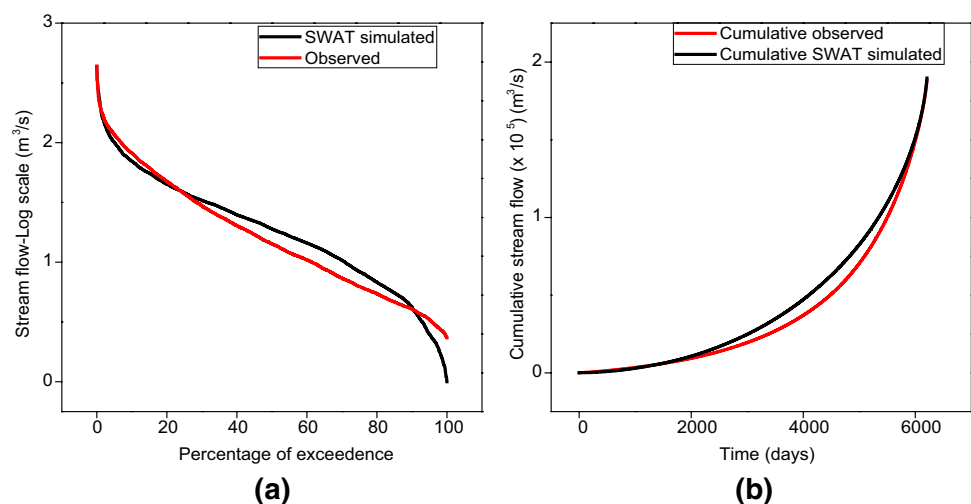 SWAT simulated
Observed
Stream flow-Log scale (m³/s)
3
2
1
0
0 20 40 60 80 100
Percentage of exceedence
(a)
Cumulative observed
Cumulative SWAT simulated
Cumulative stream flow (x 10⁵) (m³/s)
2
1
0
0 2000 4000 6000
Time (days)
(b)